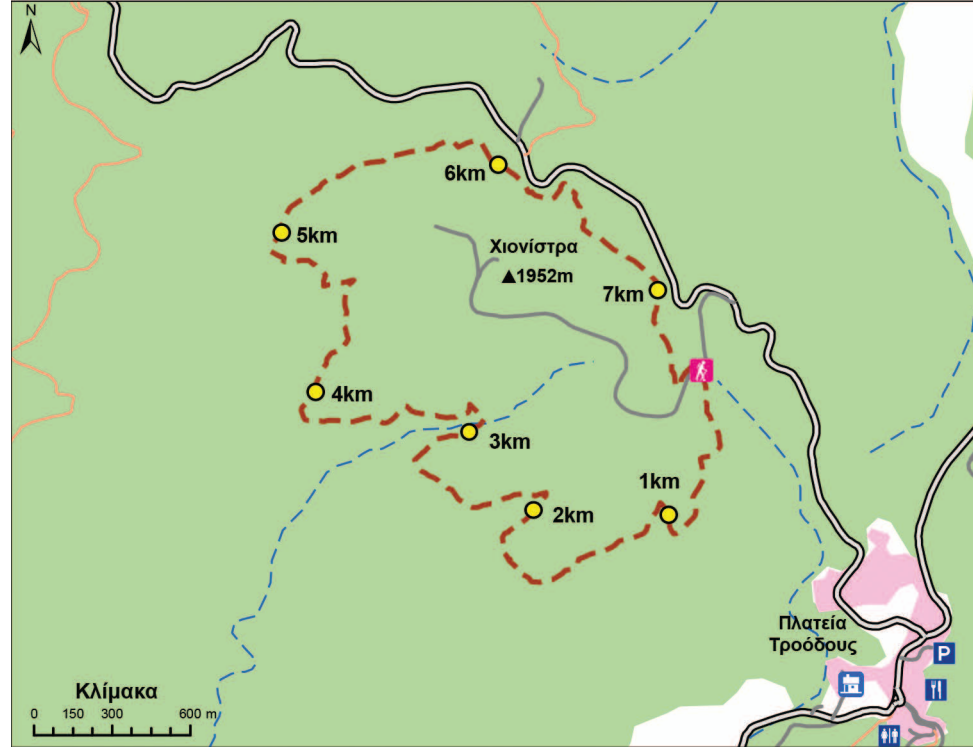 N
6km
5km
Χιονίστρα
▲1952m
7km
4km
3km
1km
2km
Πλατεία
Τροόδους
P
Κλίμακα
0 150 300 600 m